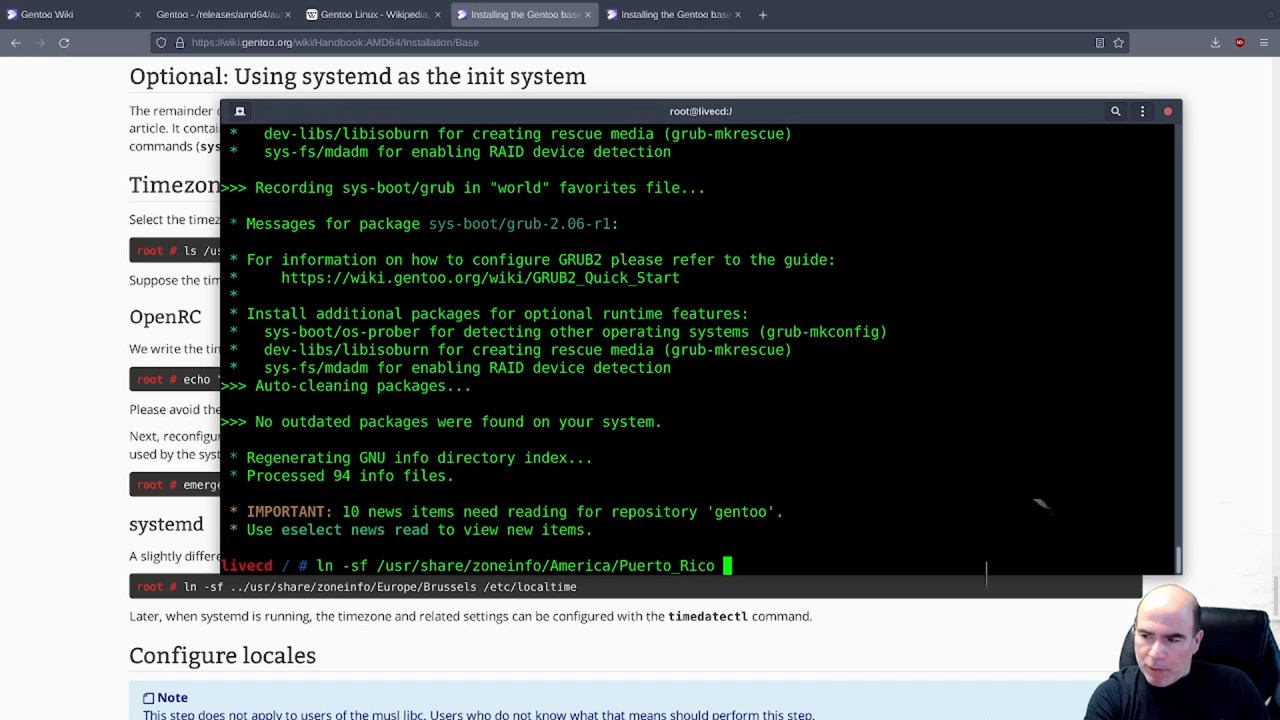 Gentoo Wiki
Gentoo - /releases/amd64/au
Gentoo Linux - Wikipedia,
Installing the Gentoo base
Installing the Gentoo base
https://wiki.gentoo.org/wiki/Handbook:AMD64/Installation/Base
Optional: Using systemd as the init system
The remainder o
article. It contai
commands (sys
Timezon
Select the timez
root # ls /us
Suppose the tim
OpenRC
We write the tim
root # echo "
Please avoid the
Next, reconfigur
used by the syst
root # emerge
systemd
A slightly differe
root@livecd:/
* dev-libs/libisoburn for creating rescue media (grub-mkrescue)
* sys-fs/mdadm for enabling RAID device detection
>>> Recording sys-boot/grub in "world" favorites file...
* Messages for package sys-boot/grub-2.06-r1:
* For information on how to configure GRUB2 please refer to the guide:
* https://wiki.gentoo.org/wiki/GRUB2_Quick_Start
*
* Install additional packages for optional runtime features:
* sys-boot/os-prober for detecting other operating systems (grub-mkconfig)
* dev-libs/libisoburn for creating rescue media (grub-mkrescue)
* sys-fs/mdadm for enabling RAID device detection
>>> Auto-cleaning packages...
>>> No outdated packages were found on your system.
* Regenerating GNU info directory index...
* Processed 94 info files.
* IMPORTANT: 10 news items need reading for repository 'gentoo'.
* Use eselect news read to view new items.
livecd / # ln -sf /usr/share/zoneinfo/America/Puerto_Rico
root # ln -sf ../usr/share/zoneinfo/Europe/Brussels /etc/localtime
Later, when systemd is running, the timezone and related settings can be configured with the timedatectl command.
Configure locales
Note
This step does not apply to users of the musl libc. Users who do not know what that means should perform this step.